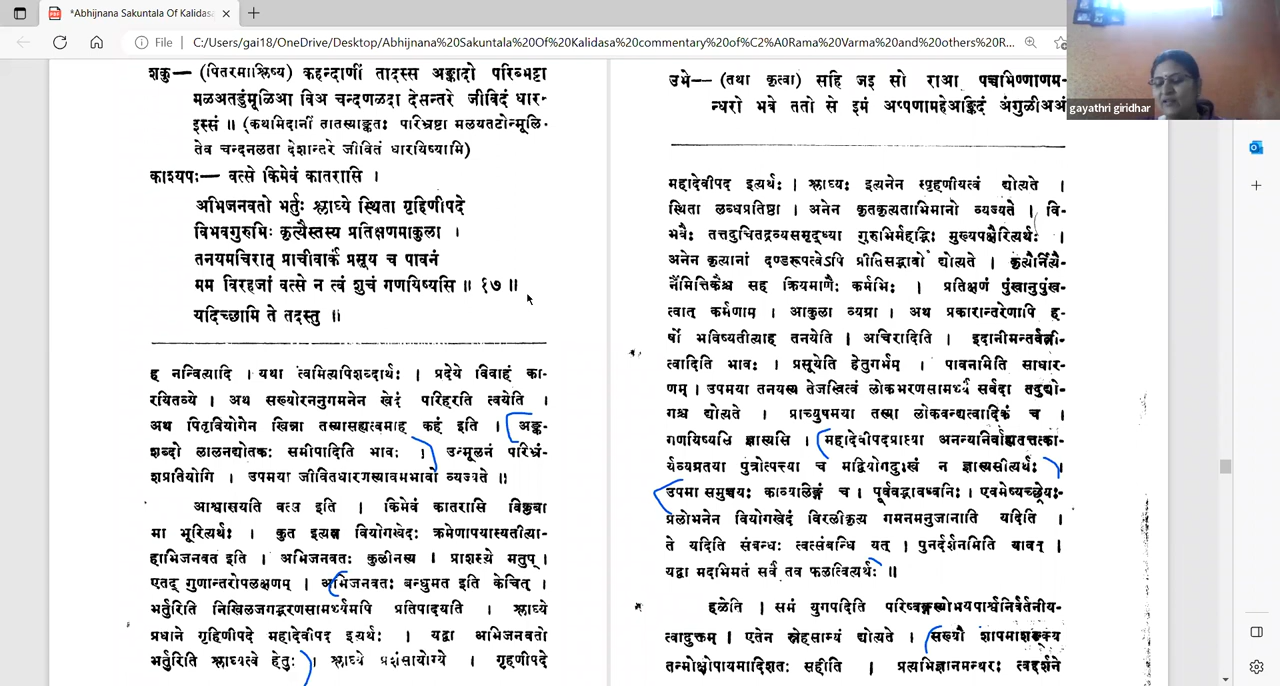 *Abhijnana Sakuntala Of Kalidasa
File
C:/Users/gai18/OneDrive/Desktop/Abhijnana%20Sakuntala%20Of%20Kalidasa%20commentary%20of%C2%A0Rama%20Varma%20and%20others%20R...
gayathri giridhar
शकु— (पितरमाश्लिष्य) कहन्दाणीं तादस्स अङ्कादो परिब्भट्टा
मळअतडुंमूळिआ विअ चन्दणळदा देसन्तरे जीविदं धार-
इस्सं ॥ (कथमिदानीं तातस्याङ्कतः परिभ्रष्टा मलयतटोन्मूलि-
तेव चन्दनलता देशान्तरे जीवितं धारयिष्यामि)
काश्यपः— वत्से किमेवं कातरासि ।
अभिजनवतो भर्तुः श्लाघ्ये स्थिता गृहिणीपदे
विभवगुरुभिः कृत्यैस्तस्य प्रतिक्षणमाकुला ।
तनयमचिरात् प्राचीवार्कं प्रसूय च पावनं
मम विरहजां वत्से न त्वं शुचं गणयिष्यसि ॥ १७ ॥
यदिच्छामि ते तदस्तु ॥
ह नन्वित्यादि । यथा त्वमित्यपिशब्दार्थः । प्रदेये विवाहं का-
रयितव्ये । अथ सख्योरननुगमनेन खेदं परिहरति त्वयेति ।
अथ पितृवियोगेन खिन्ना तस्यासह्यत्वमाह कहं इति । अङ्क-
शब्दो लालनद्योतकः समीपादिति भावः । उन्मूलनं परिभ्रं-
शप्रतियोगि । उपमया जीवितधारणस्यावमभावो व्यज्यते ॥
आश्वासयति वत्स इति । किमेवं कातरासि विक्लबा
मा भूरित्यर्थः । कुत इत्यत्र वियोगखेदः क्रमेणापयास्यतीत्या-
हाभिजनवत इति । अभिजनवतः कुलीनस्य । प्राशस्त्ये मतुप् ।
एतद् गुणान्तरोपलक्षणम् । अभिजनवतः बन्धुमत इति केचित् ।
भर्तुरिति निखिलजगद्भरणसामर्थ्यमपि प्रतिपादयति । श्लाघ्ये
प्रधाने गृहिणीपदे महादेवीपद इत्यर्थः । यद्वा अभिजनवतो
भर्तुरिति श्लाघ्यत्वे हेतुः । श्लाघ्ये प्रशंसायोग्ये । गृहणीपदे
उभे— (तथा कृत्वा) सहि जइ सो राआ पच्चभिण्णाणम-
न्धरो भवे ततो से इमं अप्पणामहेअङ्किदं अंगुळीअअं
महादेवीपद इत्यर्थः । श्लाघ्यः इत्यनेन स्पृहणीयत्वं द्योत्यते ।
स्थिता लब्धप्रतिष्ठा । अनेन कृतकृत्यताभिमानो व्यज्यते । वि-
भवैः तत्तदुचितद्रव्यसमृद्ध्या गुरुभिर्महद्भिः मुख्यपक्षैरित्यर्थः ।
अनेन कृत्यानां दण्डरूपत्वेऽपि प्रीतिसद्भावो द्योत्यते । कृत्यैर्नित्यै-
र्नैमित्तिकैश्च सह क्रियमाणैः कर्मभिः । प्रतिक्षणं पुंखानुपुंख-
त्वात् कर्मणाम् । आकुला व्यग्रा । अथ प्रकारान्तरेणापि ह-
र्षो भविष्यतीत्याह तनयेति । अचिरादिति । इदानीमन्तर्वत्नी-
त्वादिति भावः । प्रसूयेति हेतुगर्भम् । पावनामिति साधार-
णम् । उपमया तनयस्य तेजस्वित्वं लोकभरणसामर्थ्यं सर्वदा तदुद्यो-
गश्च द्योत्यते । प्राच्युपमया तस्या लोकवन्द्यत्वादिकं च ।
गणयिष्यसि ज्ञास्यसि । महादेवीपदप्राप्त्या अनन्यनिर्वाह्यतत्तत्का-
र्यव्यग्रतया पुत्रोत्पत्त्या च मद्वियोगदुःखं न ज्ञास्यसीत्यर्थः ।
उपमा समुच्चयः काव्यलिङ्गं च । पूर्ववद्भावध्वनिः । एवमेष्यच्छ्रेयः-
प्रलोभनेन वियोगखेदं विरलीकृत्य गमनमनुजानाति यदिति ।
ते यदिति संबन्धः त्वत्संबन्धि यत् । पुनर्दर्शनमिति यावत् ।
यद्वा मदभिमतं सर्वं तव फलत्वित्यर्थः ॥
हळेति । समं युगपदिति परिष्वङ्गस्योभयपार्श्वनिर्वर्तनीय-
त्वादुक्तम् । एतेन स्नेहसाम्यं द्योत्यते । सख्यौ शापमाशङ्क्य
तन्मोक्षोपायमादिशतः सहीति । प्रत्यभिज्ञानमन्थरः त्वद्दर्शने